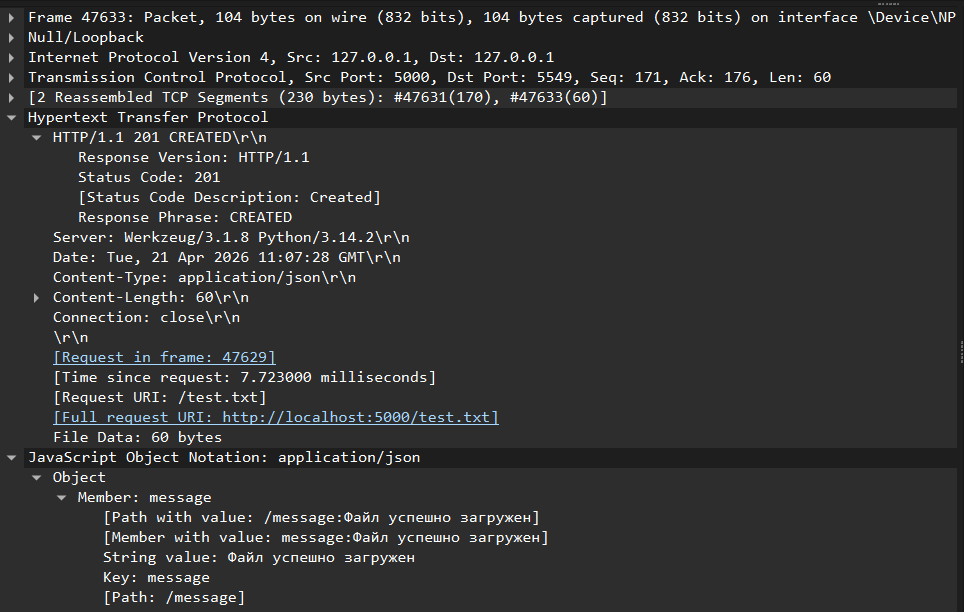 Frame 47633: Packet, 104 bytes on wire (832 bits), 104 bytes captured (832 bits) on interface \Device\NP
Null/Loopback
Internet Protocol Version 4, Src: 127.0.0.1, Dst: 127.0.0.1
Transmission Control Protocol, Src Port: 5000, Dst Port: 5549, Seq: 171, Ack: 176, Len: 60
[2 Reassembled TCP Segments (230 bytes): #47631(170), #47633(60)]
Hypertext Transfer Protocol
HTTP/1.1 201 CREATED\r\n
Response Version: HTTP/1.1
Status Code: 201
[Status Code Description: Created]
Response Phrase: CREATED
Server: Werkzeug/3.1.8 Python/3.14.2\r\n
Date: Tue, 21 Apr 2026 11:07:28 GMT\r\n
Content-Type: application/json\r\n
Content-Length: 60\r\n
Connection: close\r\n
\r\n
[Request in frame: 47629]
[Time since request: 7.723000 milliseconds]
[Request URI: /test.txt]
[Full request URI: http://localhost:5000/test.txt]
File Data: 60 bytes
JavaScript Object Notation: application/json
Object
Member: message
[Path with value: /message:Файл успешно загружен]
[Member with value: message:Файл успешно загружен]
String value: Файл успешно загружен
Key: message
[Path: /message]